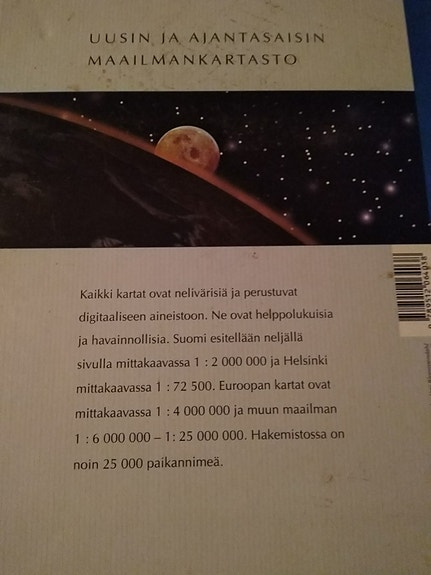 UUSIN JA AJANTASAISIN
MAAILMANKARTASTO
Kaikki kartat ovat nelivärisiä ja perustuvat
digitaaliseen aineistoon. Ne ovat helppolukuisia
ja havainnollisia. Suomi esitellään neljällä
sivulla mittakaavassa 1 : 2 000 000 ja Helsinki
mittakaavassa 1 : 72 500. Euroopan kartat ovat
mittakaavassa 1 : 4 000 000 ja muun maailman
1 : 6 000 000 – 1: 25 000 000. Hakemistossa on
noin 25 000 paikannimeä.
9 789512 064038